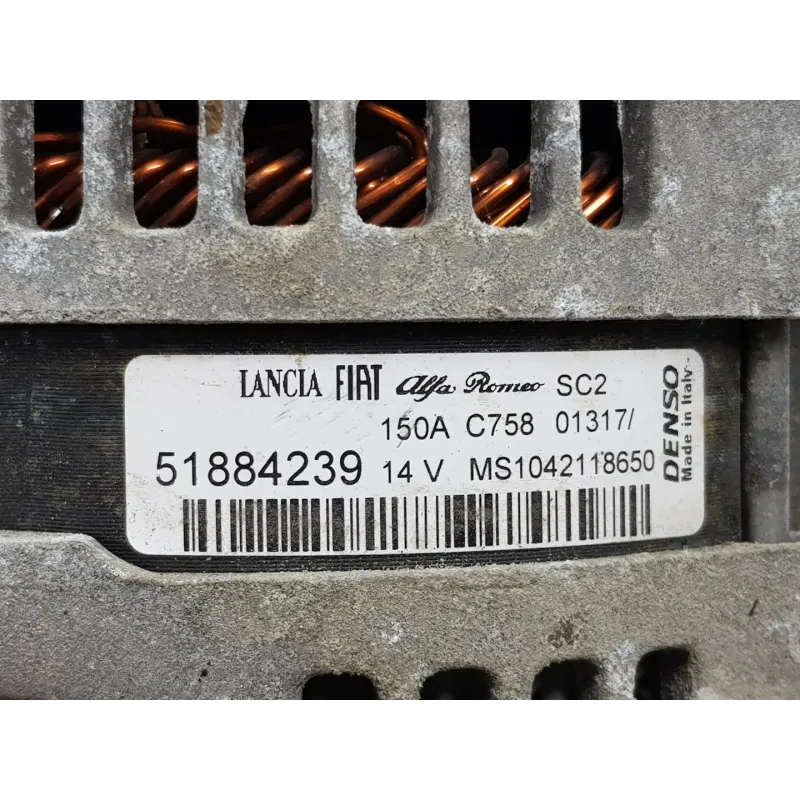 LANCIA FIAT Alfa Romeo SC2
150A C758 01317/
51884239 14 V MS1042118650
DENSO
Made in Italy